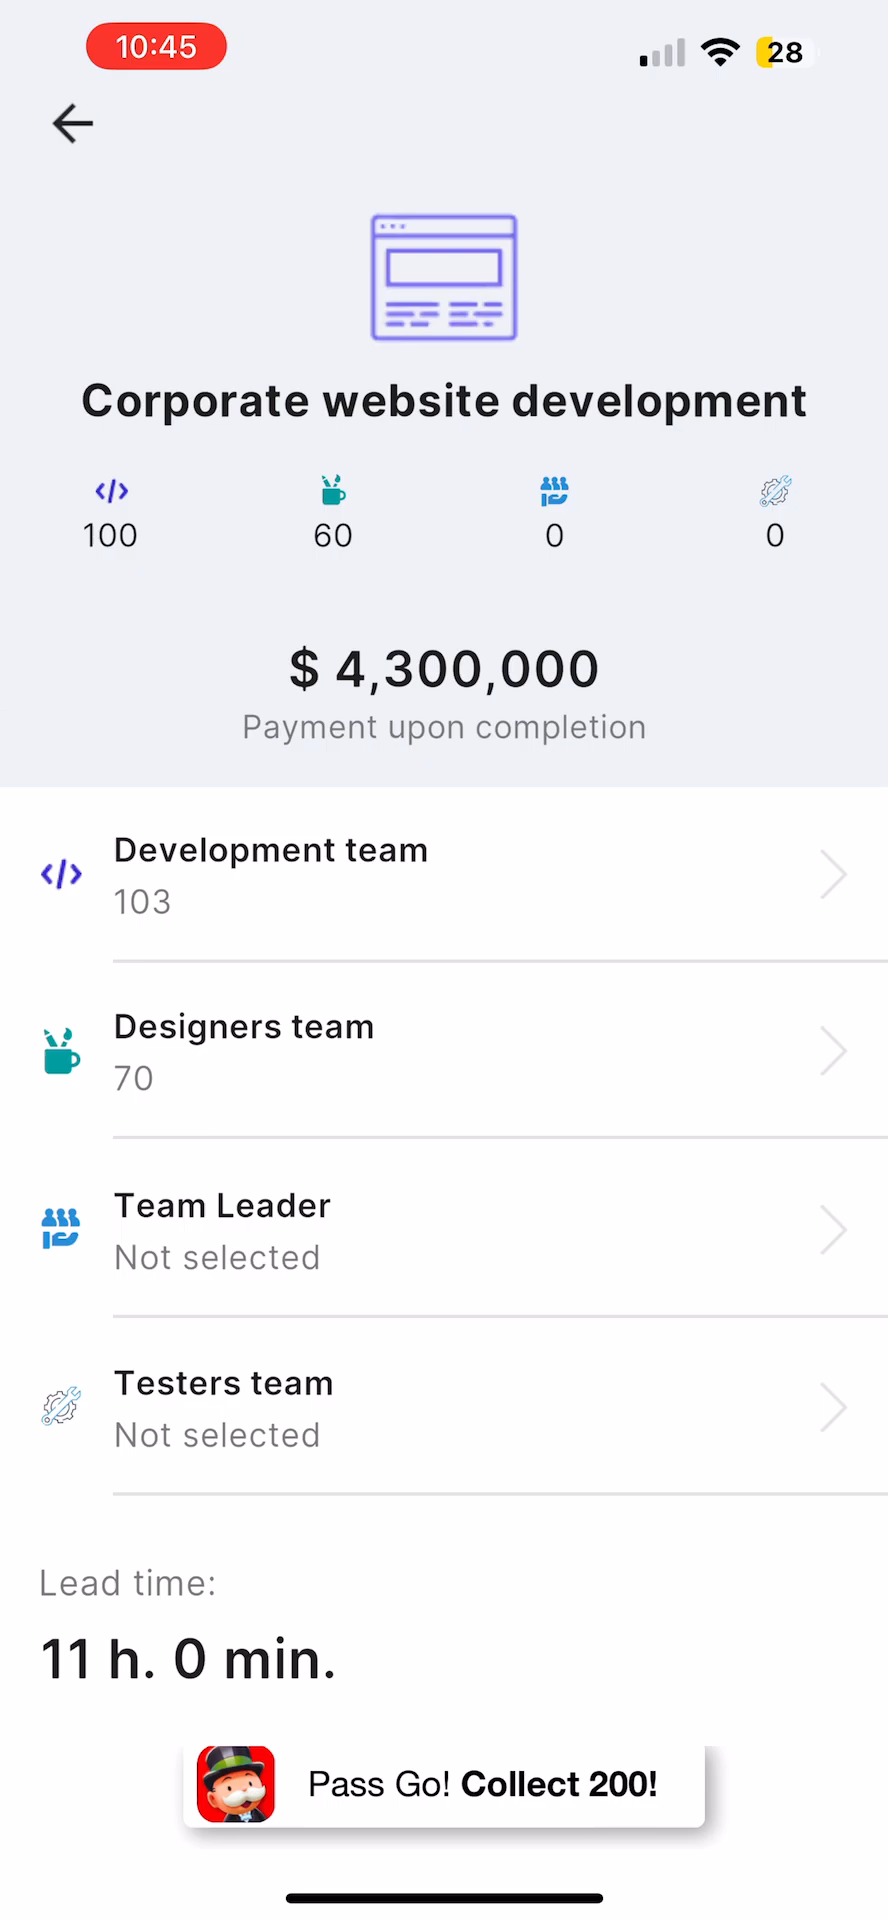 10:45
28
Corporate website development
100
60
0
0
$ 4,300,000
Payment upon completion
Development team
103
Designers team
70
Team Leader
Not selected
Testers team
Not selected
Lead time:
11 h. 0 min.
Pass Go! Collect 200!